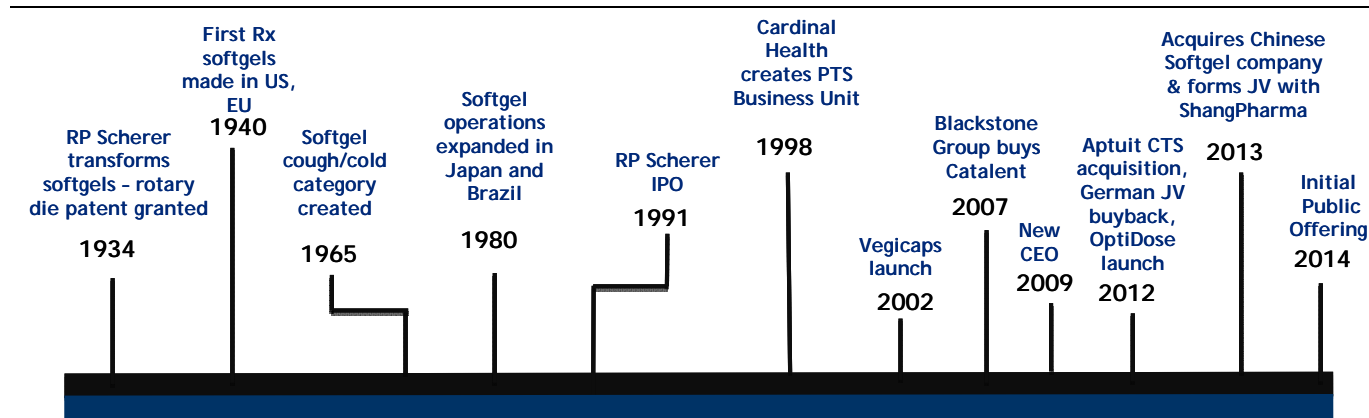 RP Scherer
transforms
softgels – rotary
die patent granted
1934
First Rx
softgels
made in US,
EU
1940
Softgel
cough/cold
category
created
1965
Softgel
operations
expanded in
Japan and
Brazil
1980
RP Scherer
IPO
1991
Cardinal
Health
creates PTS
Business Unit
1998
Vegicaps
launch
2002
Blackstone
Group buys
Catalent
2007
New
CEO
2009
Aptuit CTS
acquisition,
German JV
buyback,
OptiDose
launch
2012
Acquires Chinese
Softgel company
& forms JV with
ShangPharma
2013
Initial
Public
Offering
2014